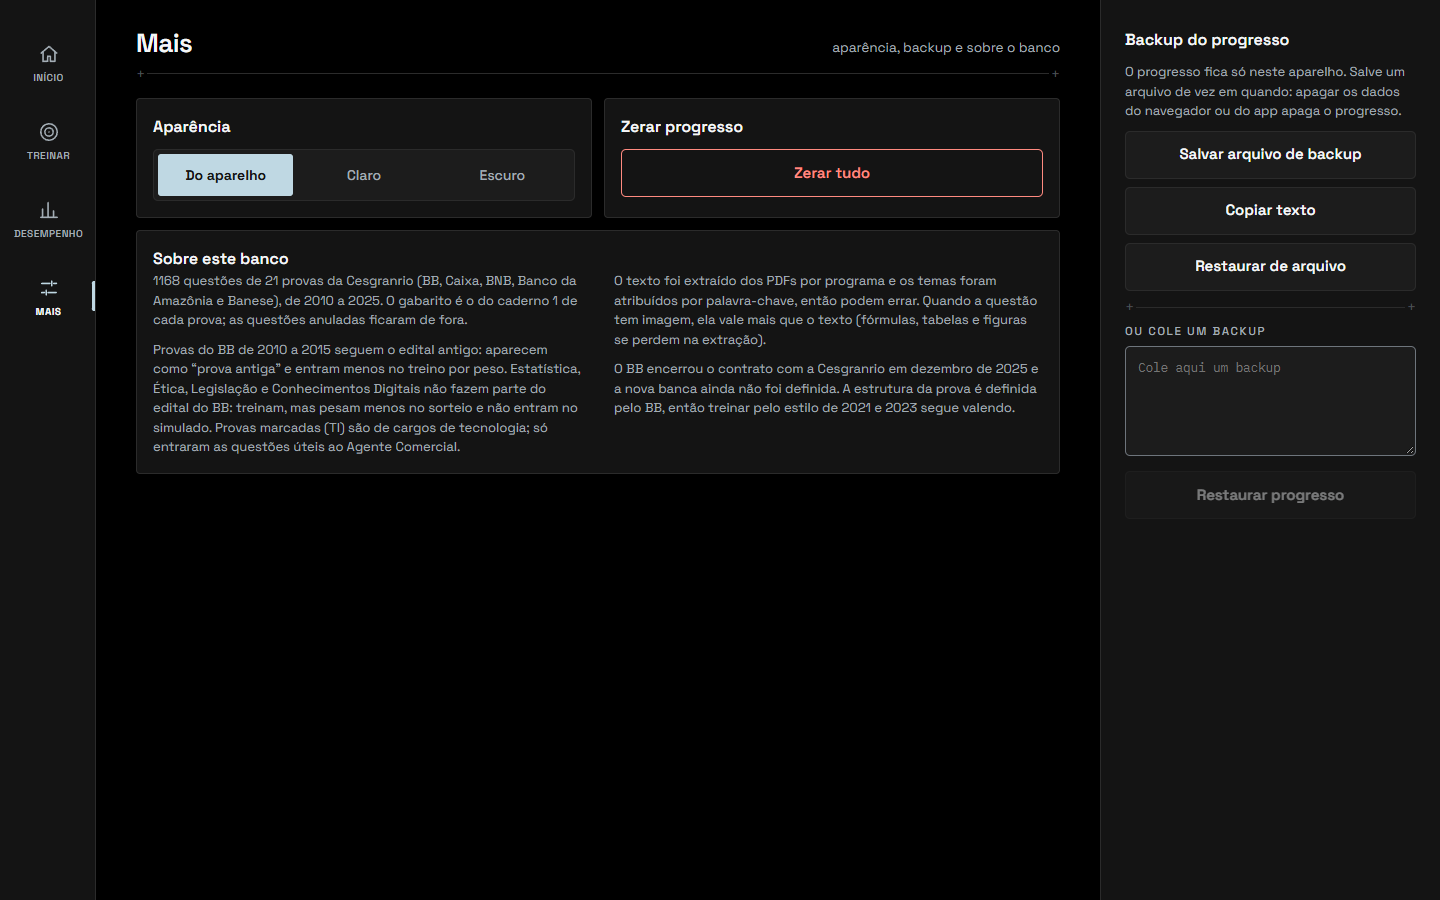 INÍCIO
TREINAR
DESEMPENHO
MAIS
Mais
aparência, backup e sobre o banco
Aparência
Do aparelho
Claro
Escuro
Zerar progresso
Zerar tudo
Sobre este banco
1168 questões de 21 provas da Cesgranrio (BB, Caixa, BNB, Banco da
Amazônia e Banese), de 2010 a 2025. O gabarito é o do caderno 1 de
cada prova; as questões anuladas ficaram de fora.
Provas do BB de 2010 a 2015 seguem o edital antigo: aparecem
como “prova antiga” e entram menos no treino por peso. Estatística,
Ética, Legislação e Conhecimentos Digitais não fazem parte do
edital do BB: treinam, mas pesam menos no sorteio e não entram no
simulado. Provas marcadas (TI) são de cargos de tecnologia; só
entraram as questões úteis ao Agente Comercial.
O texto foi extraído dos PDFs por programa e os temas foram
atribuídos por palavra-chave, então podem errar. Quando a questão
tem imagem, ela vale mais que o texto (fórmulas, tabelas e figuras
se perdem na extração).
O BB encerrou o contrato com a Cesgranrio em dezembro de 2025 e
a nova banca ainda não foi definida. A estrutura da prova é definida
pelo BB, então treinar pelo estilo de 2021 e 2023 segue valendo.
Backup do progresso
O progresso fica só neste aparelho. Salve um
arquivo de vez em quando: apagar os dados
do navegador ou do app apaga o progresso.
Salvar arquivo de backup
Copiar texto
Restaurar de arquivo
OU COLE UM BACKUP
Cole aqui um backup
Restaurar progresso